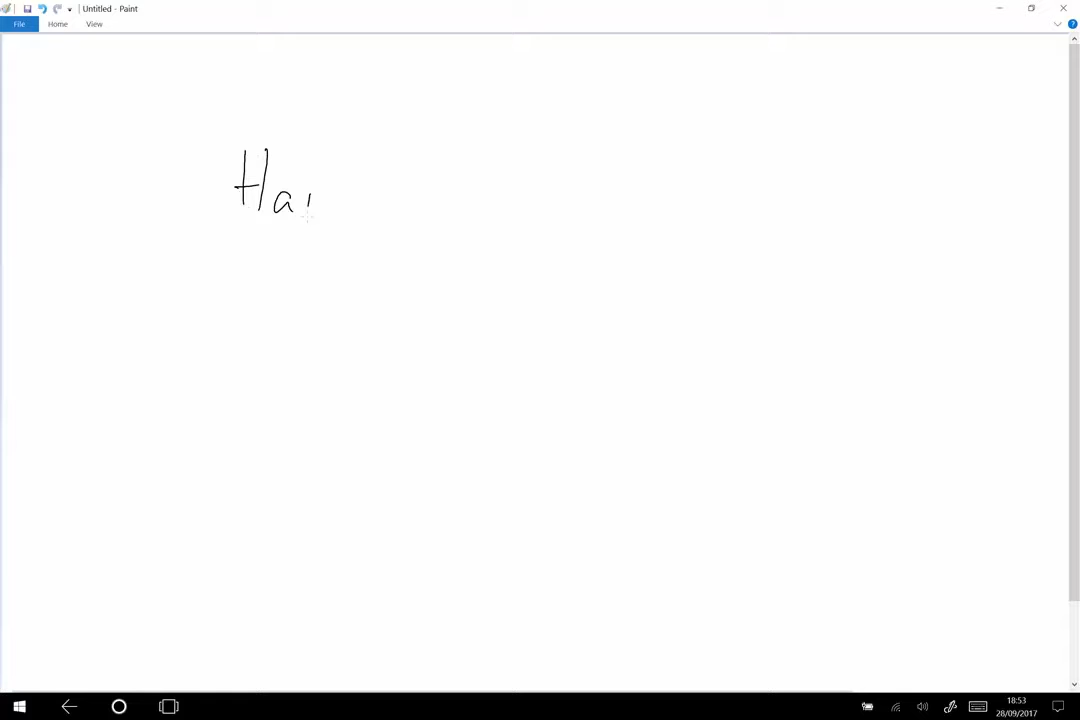 Untitled - Paint
File Home View
Ha
18:53
28/09/2017